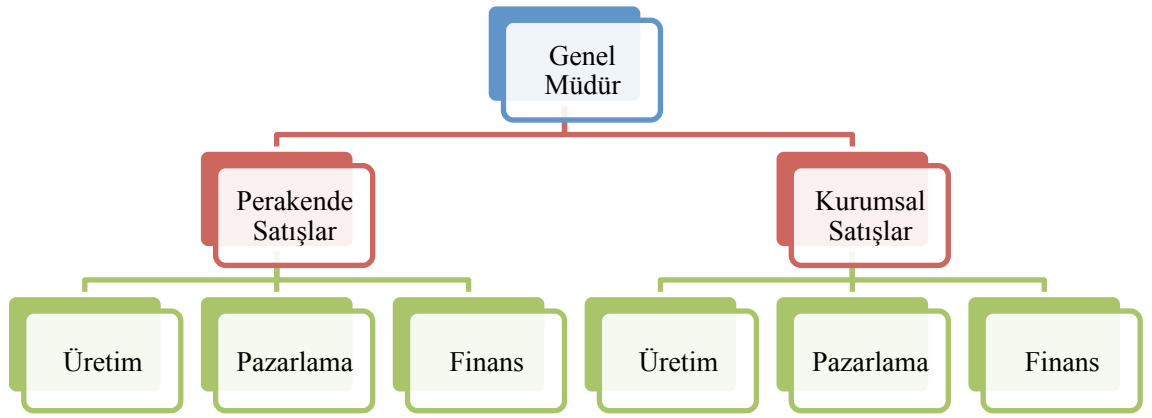 Genel
Müdür
Perakende
Satışlar
Kurumsal
Satışlar
Üretim
Pazarlama
Finans
Üretim
Pazarlama
Finans